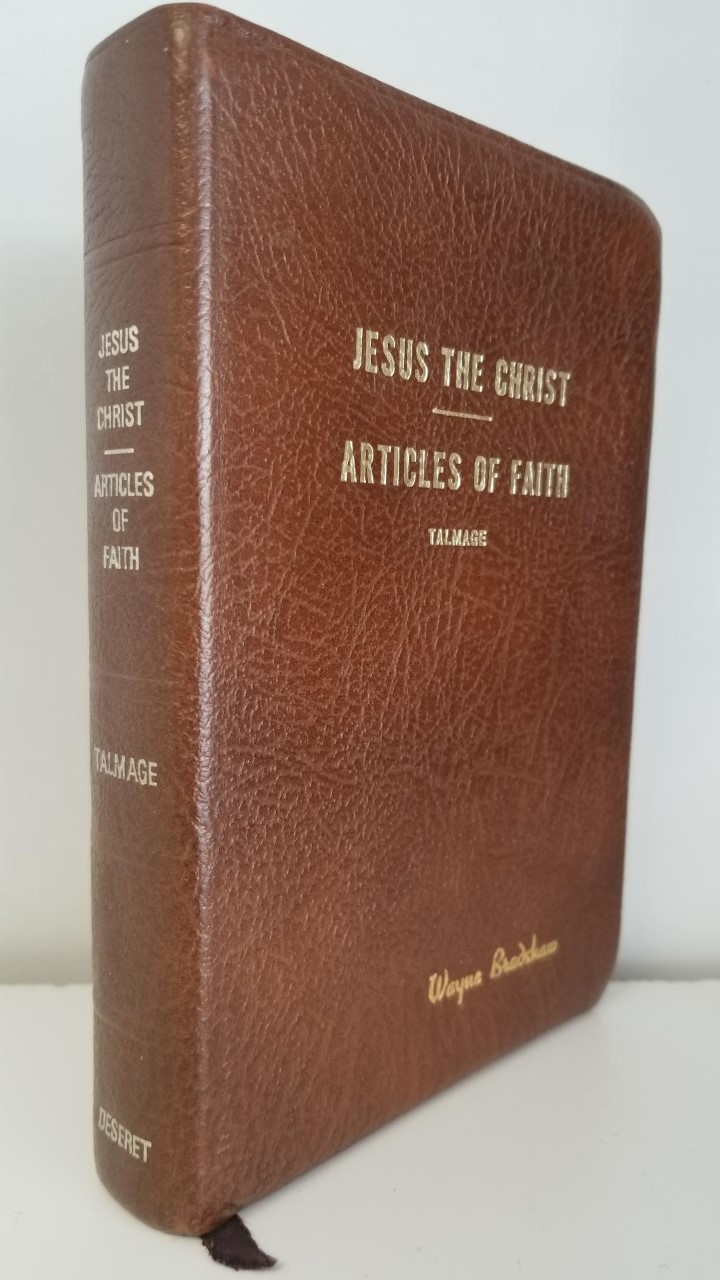 JESUS
THE
CHRIST
ARTICLES
OF
FAITH
TALMAGE
DESERET
JESUS THE CHRIST
ARTICLES OF FAITH
TALMAGE
Wayne Bradshaw